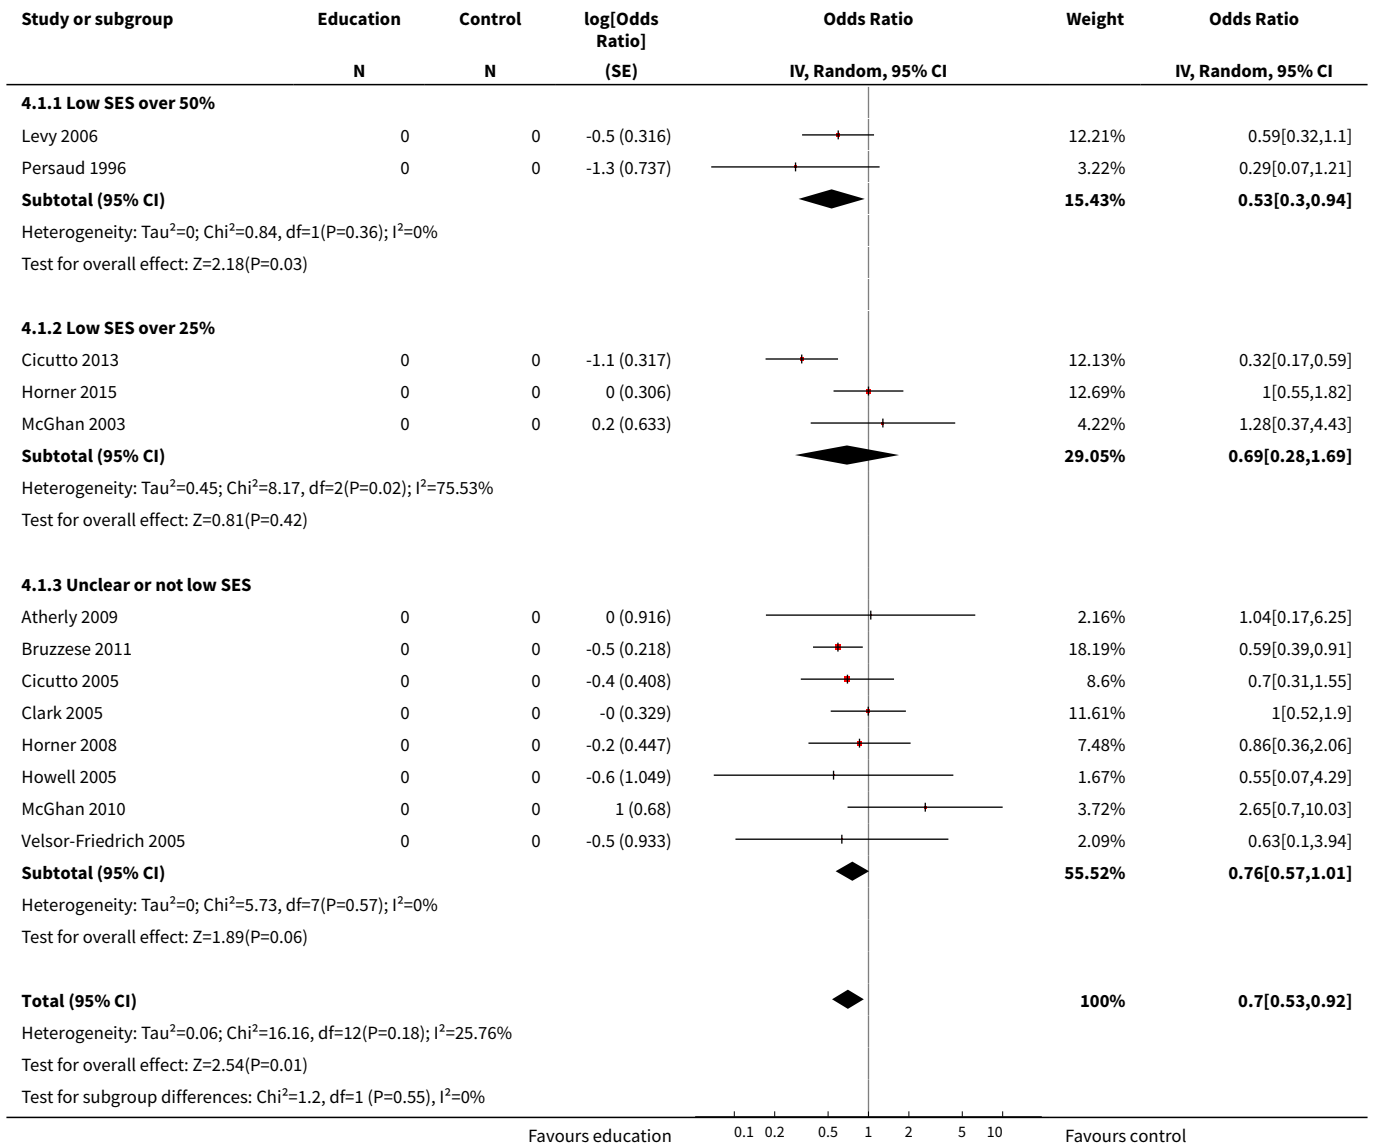 Study or subgroup Education Control log[Odds Ratio] Odds Ratio Weight Odds Ratio
N N (SE) IV, Random, 95% CI IV, Random, 95% CI
4.1.1 Low SES over 50%
Levy 2006 0 0 -0.5 (0.316) 12.21% 0.59[0.32,1.1]
Persaud 1996 0 0 -1.3 (0.737) 3.22% 0.29[0.07,1.21]
Subtotal (95% CI) 15.43% 0.53[0.3,0.94]
Heterogeneity: Tau²=0; Chi²=0.84, df=1(P=0.36); I²=0%
Test for overall effect: Z=2.18(P=0.03)
4.1.2 Low SES over 25%
Cicutto 2013 0 0 -1.1 (0.317) 12.13% 0.32[0.17,0.59]
Horner 2015 0 0 0 (0.306) 12.69% 1[0.55,1.82]
McGhan 2003 0 0 0.2 (0.633) 4.22% 1.28[0.37,4.43]
Subtotal (95% CI) 29.05% 0.69[0.28,1.69]
Heterogeneity: Tau²=0.45; Chi²=8.17, df=2(P=0.02); I²=75.53%
Test for overall effect: Z=0.81(P=0.42)
4.1.3 Unclear or not low SES
Atherly 2009 0 0 0 (0.916) 2.16% 1.04[0.17,6.25]
Bruzzese 2011 0 0 -0.5 (0.218) 18.19% 0.59[0.39,0.91]
Cicutto 2005 0 0 -0.4 (0.408) 8.6% 0.7[0.31,1.55]
Clark 2005 0 0 -0 (0.329) 11.61% 1[0.52,1.9]
Horner 2008 0 0 -0.2 (0.447) 7.48% 0.86[0.36,2.06]
Howell 2005 0 0 -0.6 (1.049) 1.67% 0.55[0.07,4.29]
McGhan 2010 0 0 1 (0.68) 3.72% 2.65[0.7,10.03]
Velsor-Friedrich 2005 0 0 -0.5 (0.933) 2.09% 0.63[0.1,3.94]
Subtotal (95% CI) 55.52% 0.76[0.57,1.01]
Heterogeneity: Tau²=0; Chi²=5.73, df=7(P=0.57); I²=0%
Test for overall effect: Z=1.89(P=0.06)
Total (95% CI) 100% 0.7[0.53,0.92]
Heterogeneity: Tau²=0.06; Chi²=16.16, df=12(P=0.18); I²=25.76%
Test for overall effect: Z=2.54(P=0.01)
Test for subgroup differences: Chi²=1.2, df=1 (P=0.55), I²=0%
Favours education 0.1 0.2 0.5 1 2 5 10 Favours control